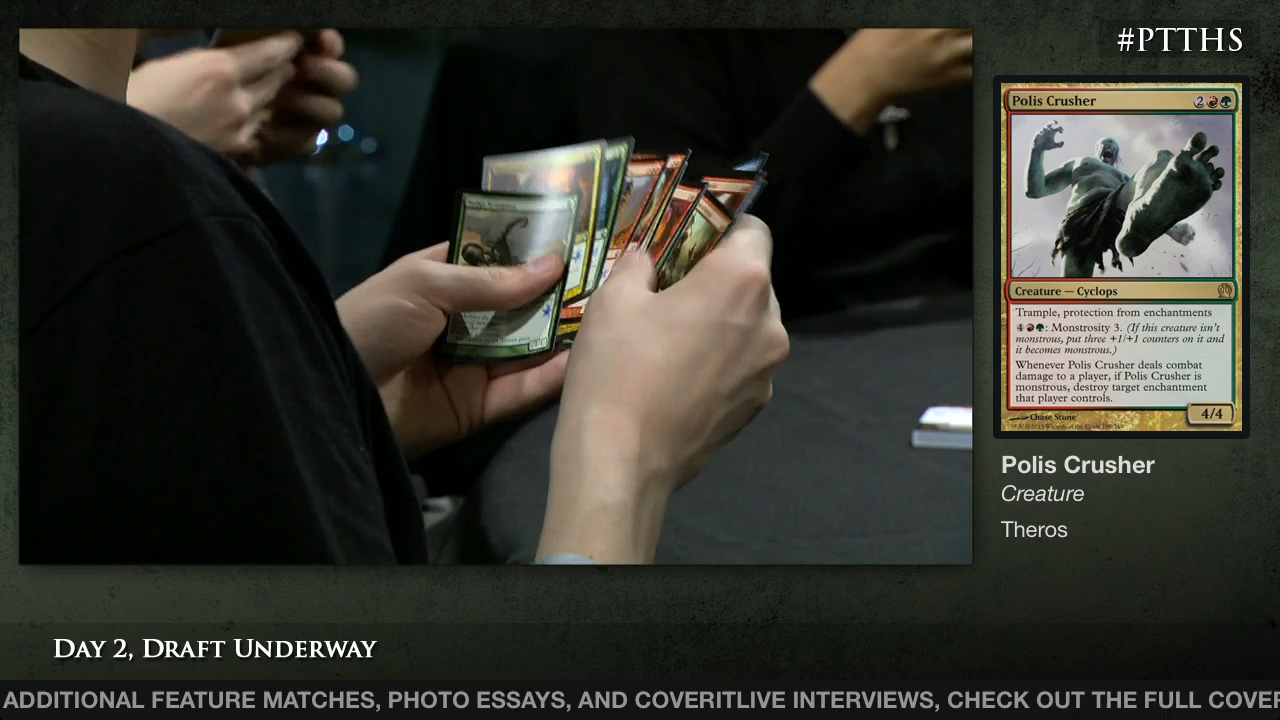 #PTTHS
Polis Crusher
2
Creature — Cyclops
Trample, protection from enchantments
4: Monstrosity 3. (If this creature isn't
monstrous, put three +1/+1 counters on it and
it becomes monstrous.)
Whenever Polis Crusher deals combat
damage to a player, if Polis Crusher is
monstrous, destroy target enchantment
that player controls.
4/4
Chase Stone
Polis Crusher
Creature
Theros
Day 2, Draft Underway
ADDITIONAL FEATURE MATCHES, PHOTO ESSAYS, AND COVERITLIVE INTERVIEWS, CHECK OUT THE FULL COVER